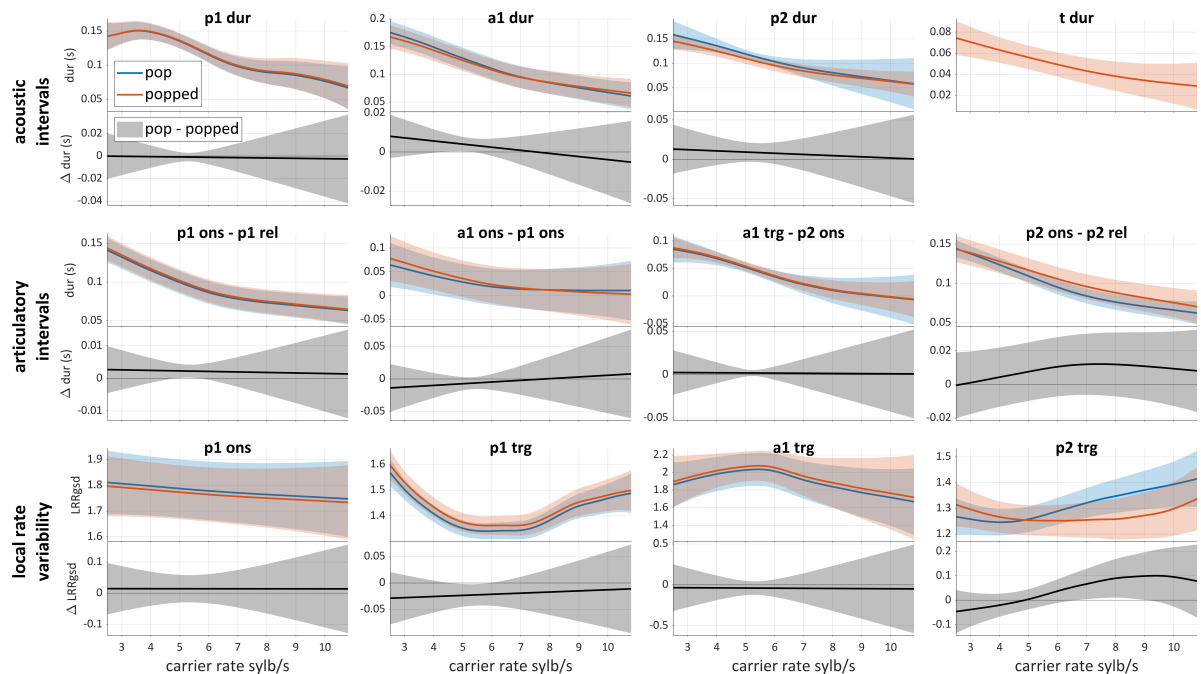 p1 dur
a1 dur
p2 dur
t dur
acoustic
intervals
dur (s)
0.15
0.1
0.05
pop
popped
0.2
0.15
0.1
0.05
0.15
0.1
0.05
0.08
0.06
0.04
0.02
Δ dur (s)
0.02
0
-0.02
-0.04
pop - popped
0.02
0
0.02
0.05
0
-0.05
p1 ons - p1 rel
a1 ons - p1 ons
a1 trg - p2 ons
p2 ons - p2 rel
articulatory
intervals
dur (s)
0.15
0.1
0.05
0.1
0.05
0
-0.05
0.1
0.05
0
-0.05
0.15
0.1
0.05
Δ dur (s)
0.01
0
-0.01
0.05
0
-0.05
0.05
0
-0.05
0.02
0
-0.02
p1 ons
p1 trg
a1 trg
p2 trg
local rate
variability
LRRgsd
1.9
1.8
1.7
1.6
1.6
1.5
1.4
2.2
2
1.8
1.6
1.4
1.5
1.4
1.3
1.2
Δ LRRgsd
0.1
0
-0.1
0.05
0
-0.05
0.5
0
-0.5
0.2
0.1
0
-0.1
3 4 5 6 7 8 9 10
3 4 5 6 7 8 9 10
3 4 5 6 7 8 9 10
3 4 5 6 7 8 9 10
carrier rate sylb/s
carrier rate sylb/s
carrier rate sylb/s
carrier rate sylb/s